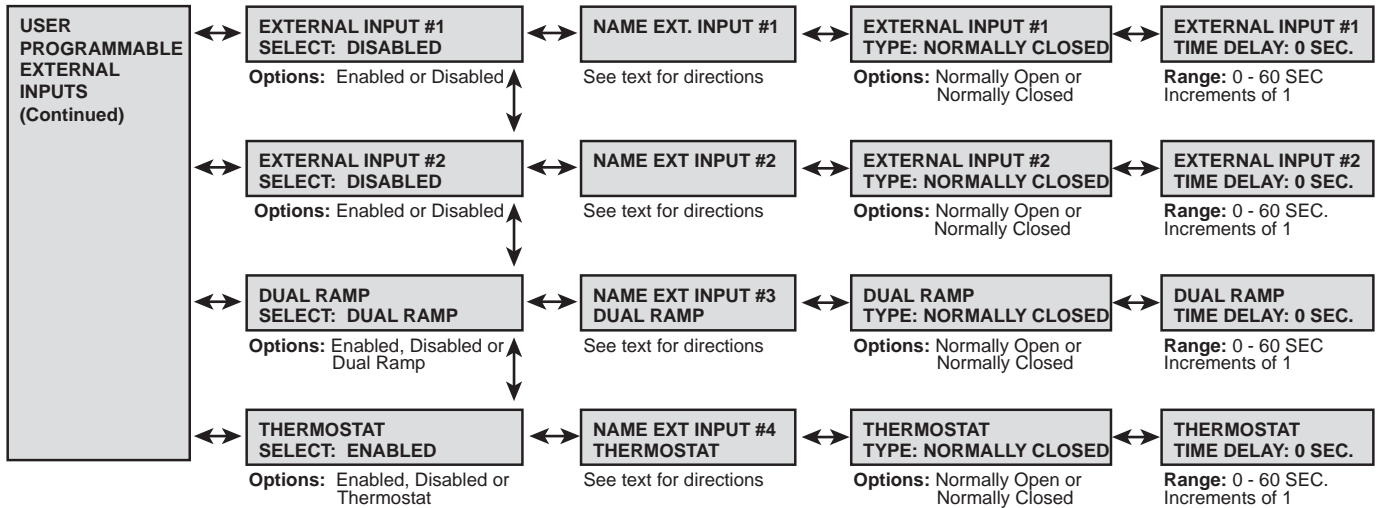 USER
PROGRAMMABLE
EXTERNAL
INPUTS
(Continued)
EXTERNAL INPUT #1
SELECT: DISABLED
Options: Enabled or Disabled
NAME EXT. INPUT #1
See text for directions
EXTERNAL INPUT #1
TYPE: NORMALLY CLOSED
Options: Normally Open or
Normally Closed
EXTERNAL INPUT #1
TIME DELAY: 0 SEC.
Range: 0 - 60 SEC
Increments of 1
EXTERNAL INPUT #2
SELECT: DISABLED
Options: Enabled or Disabled
NAME EXT INPUT #2
See text for directions
EXTERNAL INPUT #2
TYPE: NORMALLY CLOSED
Options: Normally Open or
Normally Closed
EXTERNAL INPUT #2
TIME DELAY: 0 SEC.
Range: 0 - 60 SEC.
Increments of 1
DUAL RAMP
SELECT: DUAL RAMP
Options: Enabled, Disabled or
Dual Ramp
NAME EXT INPUT #3
DUAL RAMP
See text for directions
DUAL RAMP
TYPE: NORMALLY CLOSED
Options: Normally Open or
Normally Closed
DUAL RAMP
TIME DELAY: 0 SEC.
Range: 0 - 60 SEC
Increments of 1
THERMOSTAT
SELECT: ENABLED
Options: Enabled, Disabled or
Thermostat
NAME EXT INPUT #4
THERMOSTAT
See text for directions
THERMOSTAT
TYPE: NORMALLY CLOSED
Options: Normally Open or
Normally Closed
THERMOSTAT
TIME DELAY: 0 SEC.
Range: 0 - 60 SEC.
Increments of 1